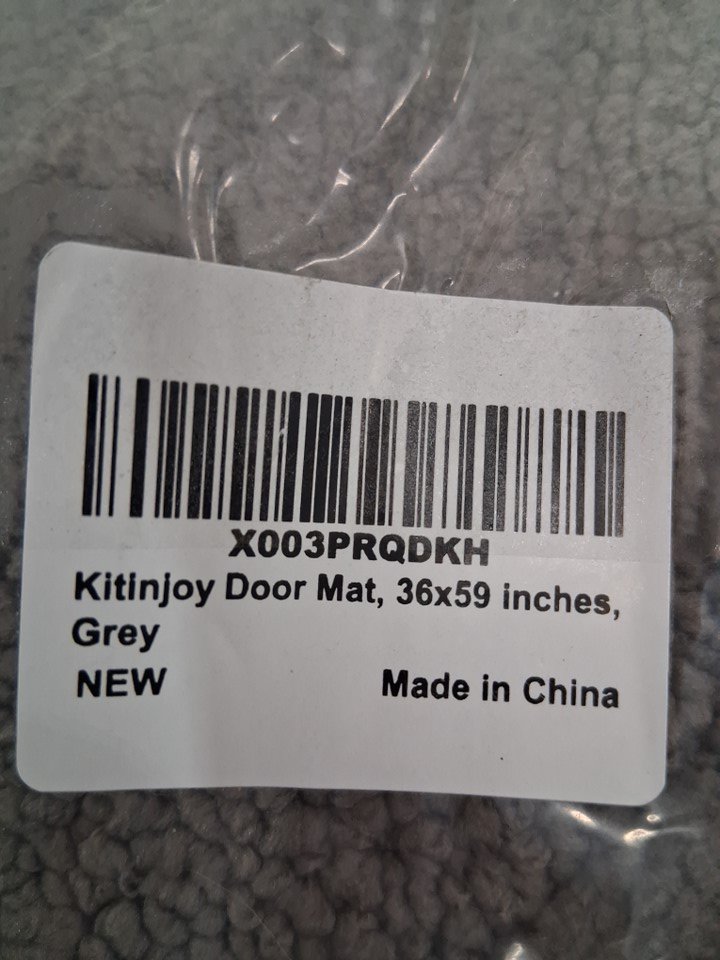 X003PRQDKH
Kitinjoy Door Mat, 36x59 inches,
Grey
NEW Made in China